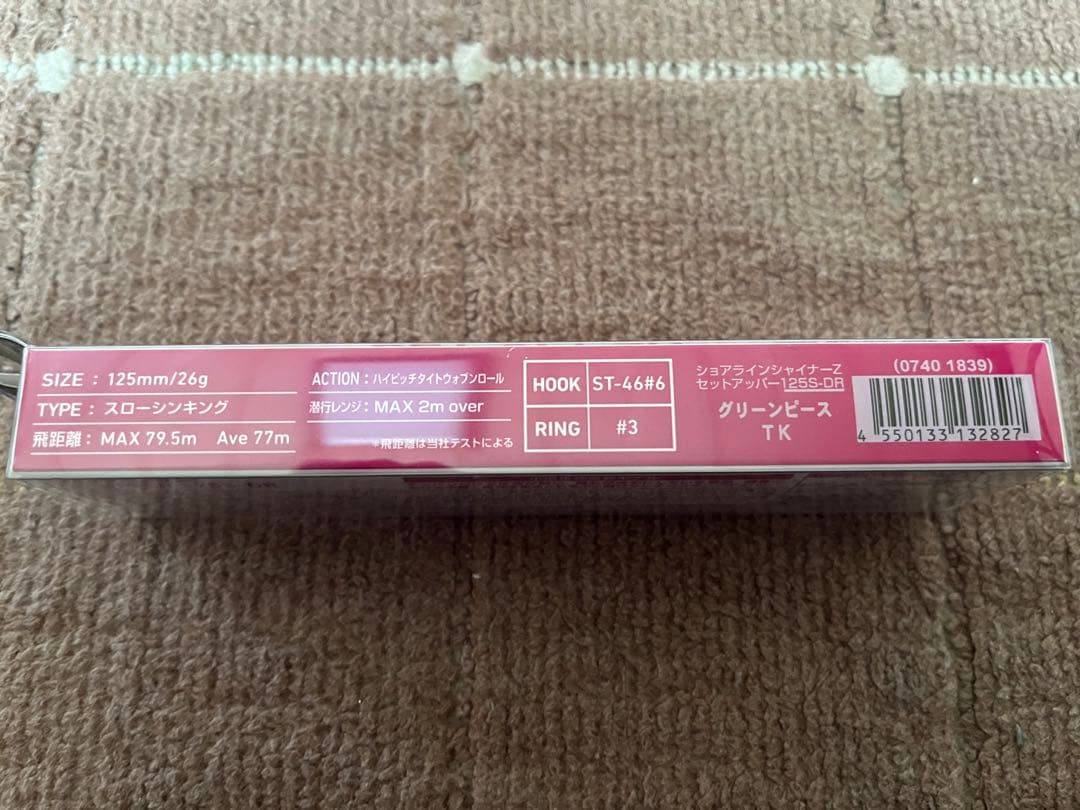 SIZE : 125mm/26g
TYPE : スローシンキング
飛距離 : MAX 79.5m Ave 77m
ACTION : ハイピッチタイトウォブンロール
潜行レンジ : MAX 2m over
*飛距離は当社テストによる
HOOK ST-46#6
RING #3
ショアラインシャイナーZ
セットアッパー125S-DR
グリーンピース
TK
(0740 1839)
4 550133 132827